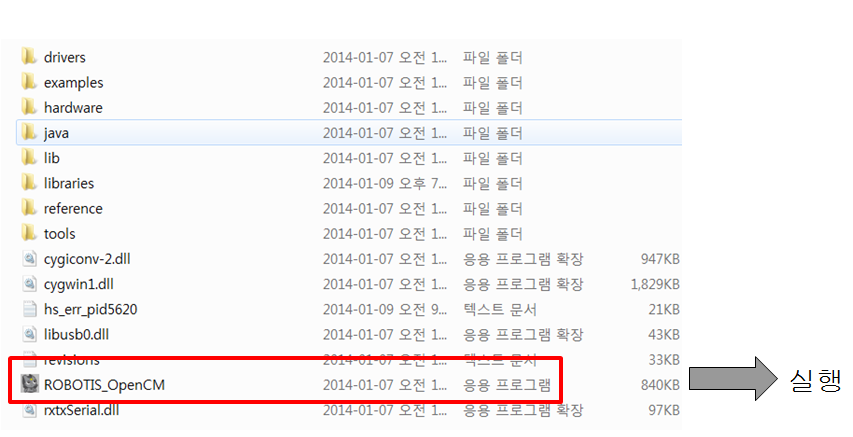 drivers 2014-01-07 오전 1... 파일 폴더
examples 2014-01-07 오전 1... 파일 폴더
hardware 2014-01-07 오전 1... 파일 폴더
java 2014-01-07 오전 1... 파일 폴더
lib 2014-01-07 오전 1... 파일 폴더
libraries 2014-01-09 오후 7... 파일 폴더
reference 2014-01-07 오전 1... 파일 폴더
tools 2014-01-07 오전 1... 파일 폴더
cygiconv-2.dll 2014-01-07 오전 1... 응용 프로그램 확장 947KB
cygwin1.dll 2014-01-07 오전 1... 응용 프로그램 확장 1,829KB
hs_err_pid5620 2014-01-09 오전 9... 텍스트 문서 21KB
libusb0.dll 2014-01-07 오전 1... 응용 프로그램 확장 43KB
revisions 2014-01-07 오전 1... 텍스트 문서 33KB
ROBOTIS_OpenCM 2014-01-07 오전 1... 응용 프로그램 840KB 실행
rxtxSerial.dll 2014-01-07 오전 1... 응용 프로그램 확장 97KB